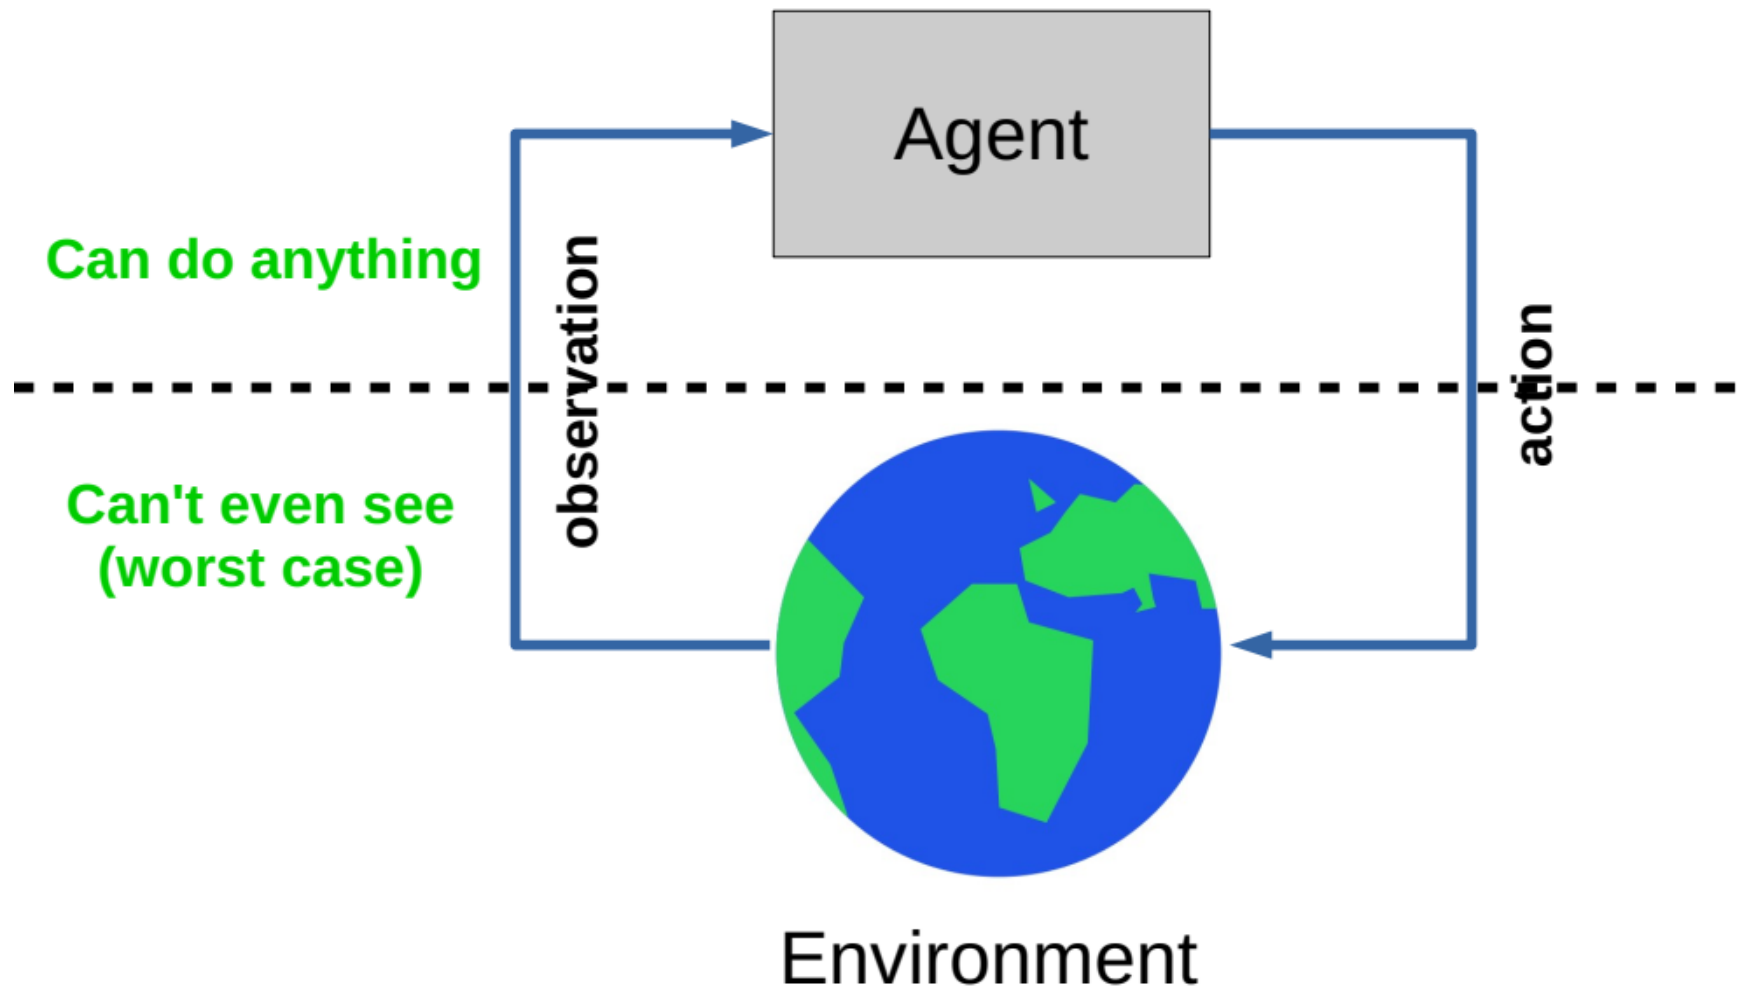 Agent
Can do anything
observation
action
Can't even see
(worst case)
Environment